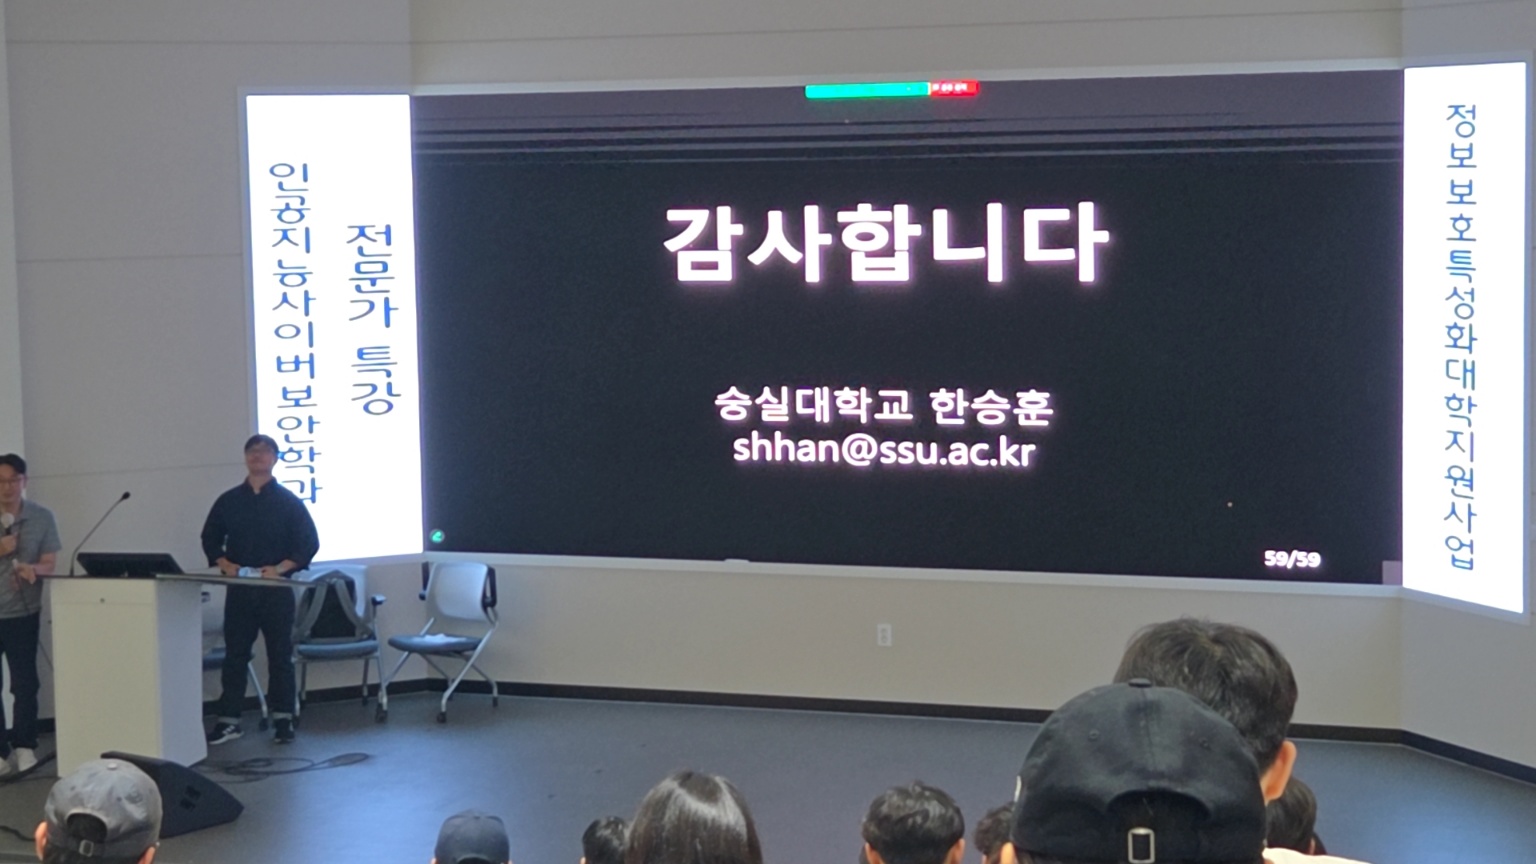 전문가 특강
인공지능사이버보안학과
감사합니다
숭실대학교 한승훈
shhan@ssu.ac.kr
59/59
정보보호특성화대학지원사업